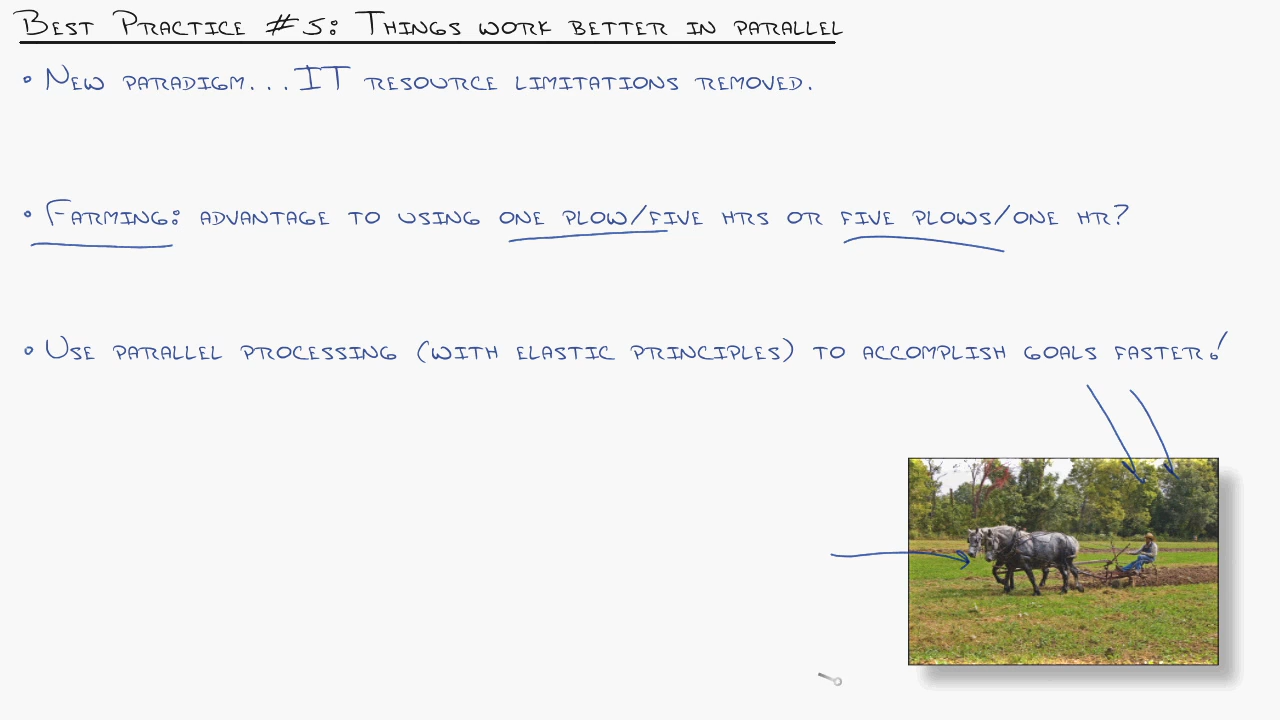 Best Practice #5: Things work better in parallel
• New paradigm...IT resource limitations removed.
• Farming: advantage to using one plow/five hrs or five plows/one hr?
• Use parallel processing (with elastic principles) to accomplish goals faster!